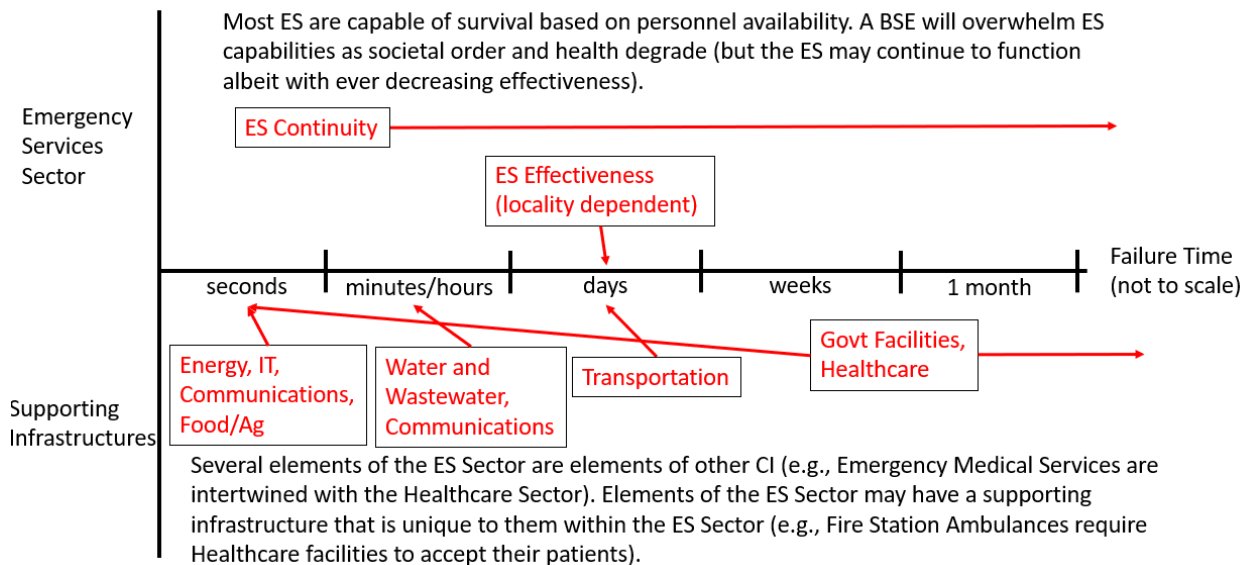 Most ES are capable of survival based on personnel availability. A BSE will overwhelm ES
capabilities as societal order and health degrade (but the ES may continue to function
albeit with ever decreasing effectiveness).
Emergency
Services
Sector
ES Continuity
ES Effectiveness
(locality dependent)
seconds
minutes/hours
days
weeks
1 month
Failure Time
(not to scale)
Energy, IT,
Communications,
Food/Ag
Water and
Wastewater,
Communications
Transportation
Govt Facilities,
Healthcare
Supporting
Infrastructures
Several elements of the ES Sector are elements of other CI (e.g., Emergency Medical Services are
intertwined with the Healthcare Sector). Elements of the ES Sector may have a supporting
infrastructure that is unique to them within the ES Sector (e.g., Fire Station Ambulances require
Healthcare facilities to accept their patients).